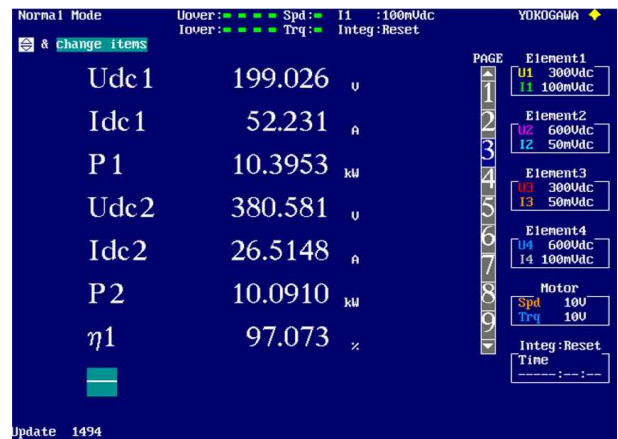 Normal Mode Uover: Spd: I1 :100mVdc YOKOGAWA
Iover: Trq: Integ:Reset
& change items
Udc1 199.026 V
Idc1 52.231 A
P1 10.3953 kW
Udc2 380.581 V
Idc2 26.5148 A
P2 10.0910 kW
η1 97.073 %
PAGE
1
2
3
4
5
6
7
8
9
Element1
U1 300Vdc
I1 100mVdc
Element2
U2 600Vdc
I2 50mVdc
Element3
U3 300Vdc
I3 50mVdc
Element4
U4 600Vdc
I4 100mVdc
Motor
Spd 10V
Trq 10V
Integ:Reset
Time
-----:--:--
Update 1494